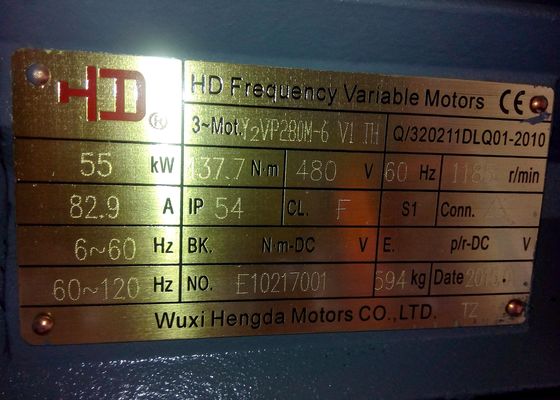 HD ®
HD Frequency Variable Motors CE
3~Mot. Y2VP280M-6 V1 TH Q/320211DLQ01-2010
55 kW 437.7 N·m 480 V 60 Hz r/min
82.9 A IP 54 CL. F S1 Conn.
6~60 Hz BK. N·m-DC V E. p/r-DC V
60~120 Hz NO. E10217001 594 kg Date
Wuxi Hengda Motors CO.,LTD. TZ